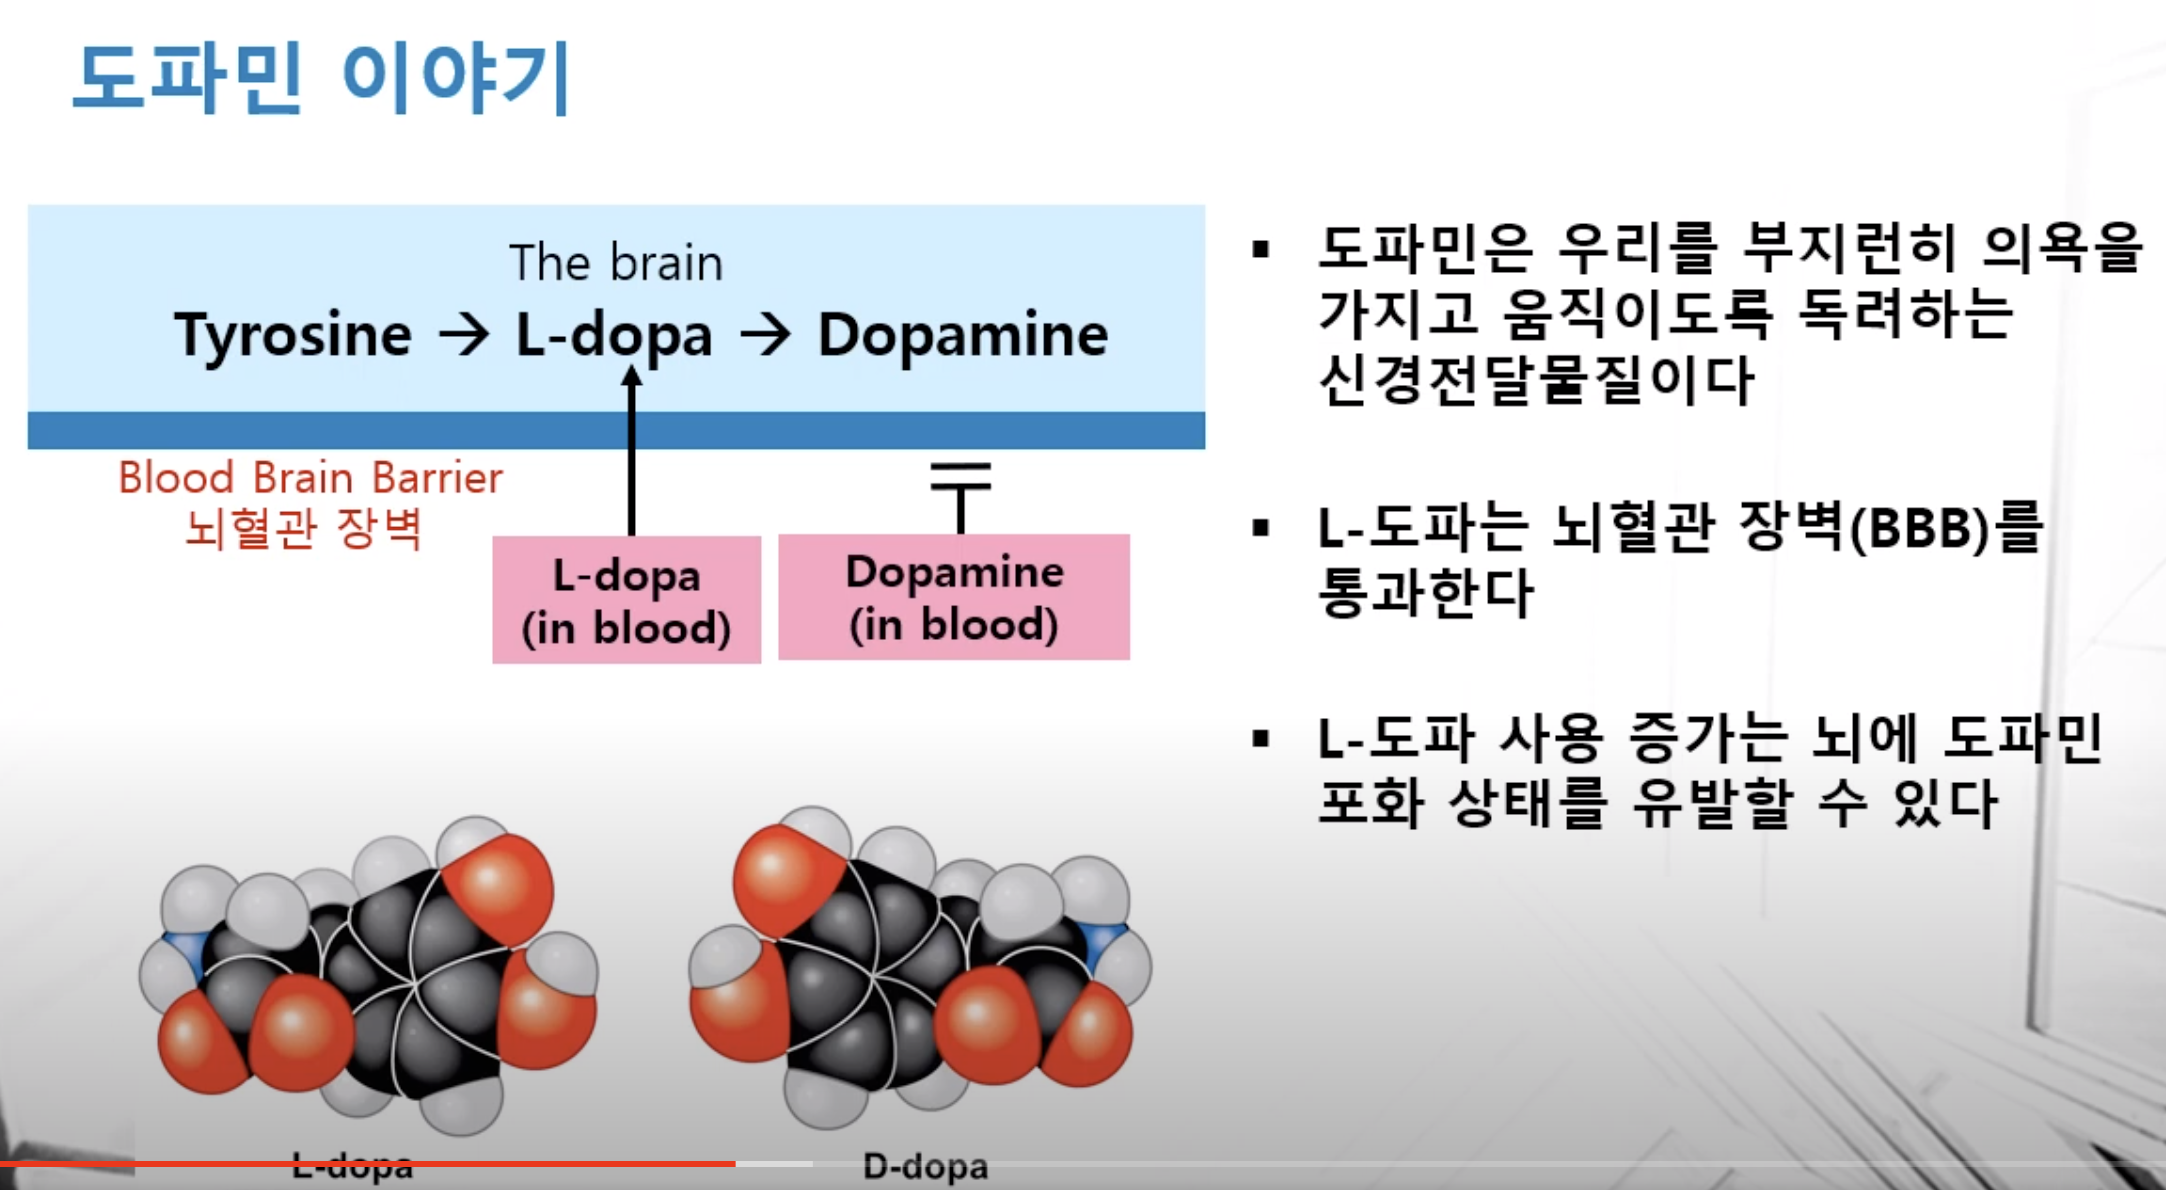 도파민 이야기
The brain
Tyrosine → L-dopa → Dopamine
Blood Brain Barrier
뇌혈관 장벽
L-dopa
(in blood)
Dopamine
(in blood)
L-dopa
D-dopa
▪ 도파민은 우리를 부지런히 의욕을
가지고 움직이도록 독려하는
신경전달물질이다
▪ L-도파는 뇌혈관 장벽(BBB)를
통과한다
▪ L-도파 사용 증가는 뇌에 도파민
포화 상태를 유발할 수 있다